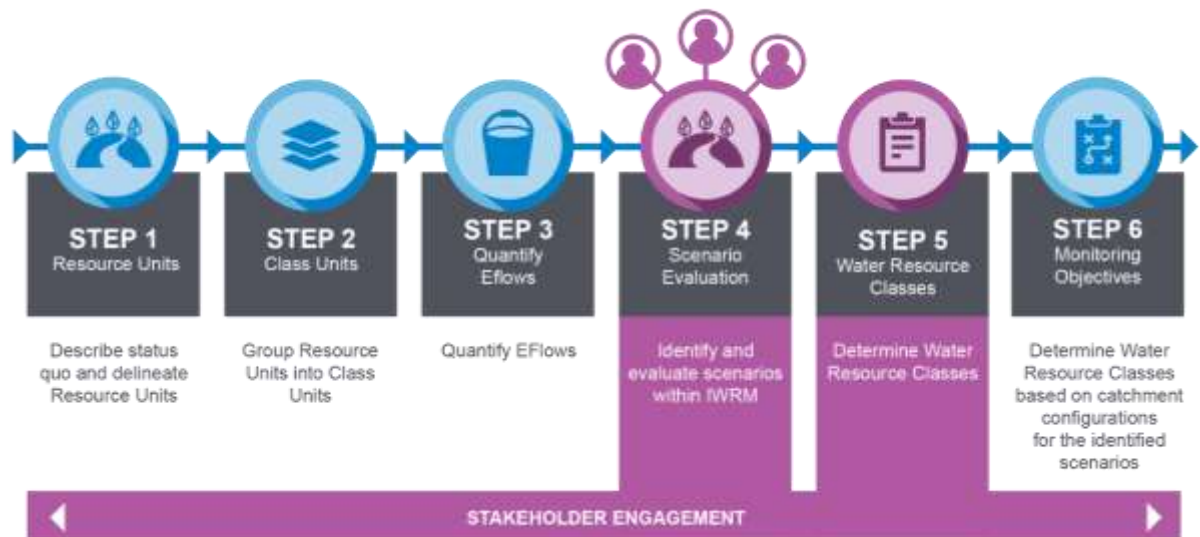 STEP 1
Resource Units
STEP 2
Class Units
STEP 3
Quantify
Eflows
STEP 4
Scenario
Evaluation
STEP 5
Water Resource
Classes
STEP 6
Monitoring
Objectives
Describe status
quo and delineate
Resource Units
Group Resource
Units into Class
Units
Quantify EFlows
Identify and
evaluate scenarios
within IWRM
Determine Water
Resource Classes
Determine Water
Resource Classes
based on catchment
configurations
for the identified
scenarios
STAKEHOLDER ENGAGEMENT